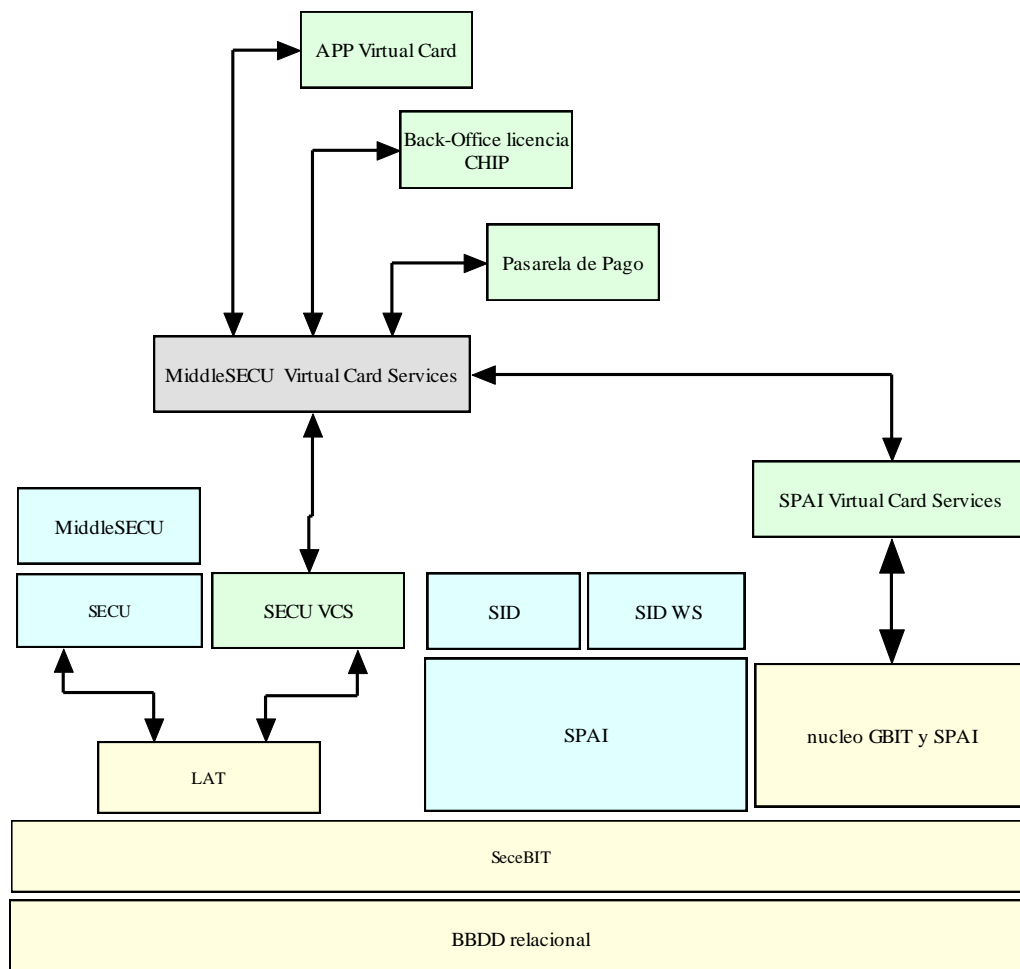 APP Virtual Card
Back-Office licencia
CHIP
Pasarela de Pago
MiddleSECU Virtual Card Services
SPAI Virtual Card Services
MiddleSECU
SECU
SECU VCS
SID
SID WS
SPAI
nucleo GBIT y SPAI
LAT
SeceBIT
BBDD relacional